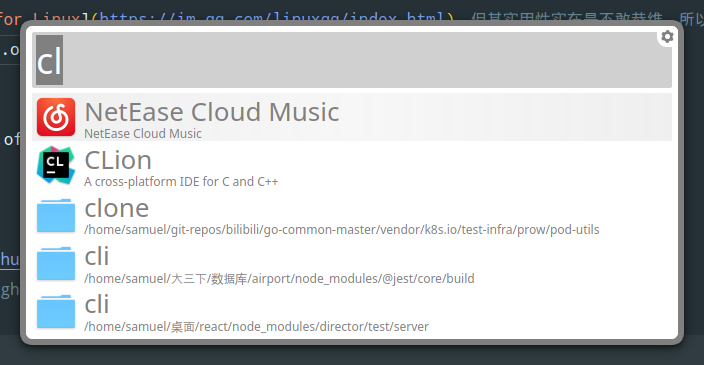 for Linux](https://im.qq.com/linuxqq/index.html)，但其实用性实在是不敢恭维，所以
.o
cl
NetEase Cloud Music
NetEase Cloud Music
CL
CLion
A cross-platform IDE for C and C++
of
clone
/home/samuel/git-repos/bilibili/go-common-master/vendor/k8s.io/test-infra/prow/pod-utils
cli
/home/samuel/大三下/数据库/airport/node_modules/@jest/core/build
hu
gh
cli
/home/samuel/桌面/react/node_modules/director/test/server